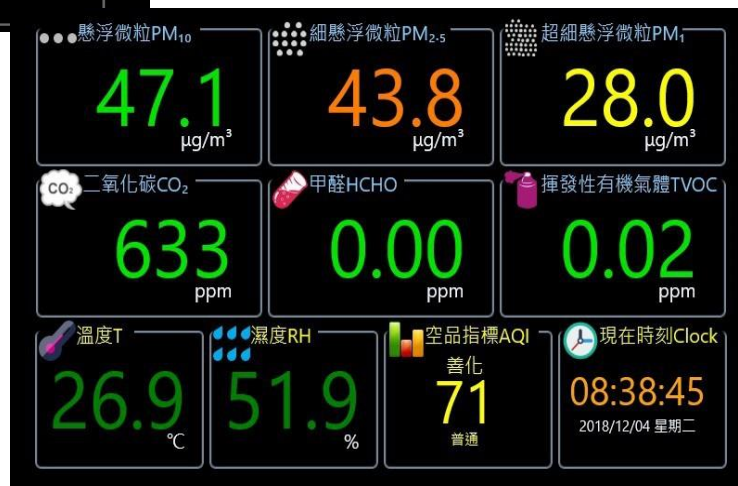 懸浮微粒PM₁₀
47.1
μg/m³
細懸浮微粒PM₂.₅
43.8
μg/m³
超細懸浮微粒PM₁
28.0
μg/m³
CO₂
二氧化碳CO₂
633
ppm
甲醛HCHO
0.00
ppm
揮發性有機氣體TVOC
0.02
ppm
溫度T
26.9
℃
濕度RH
51.9
%
空品指標AQI
善化
71
普通
現在時刻Clock
08:38:45
2018/12/04 星期二